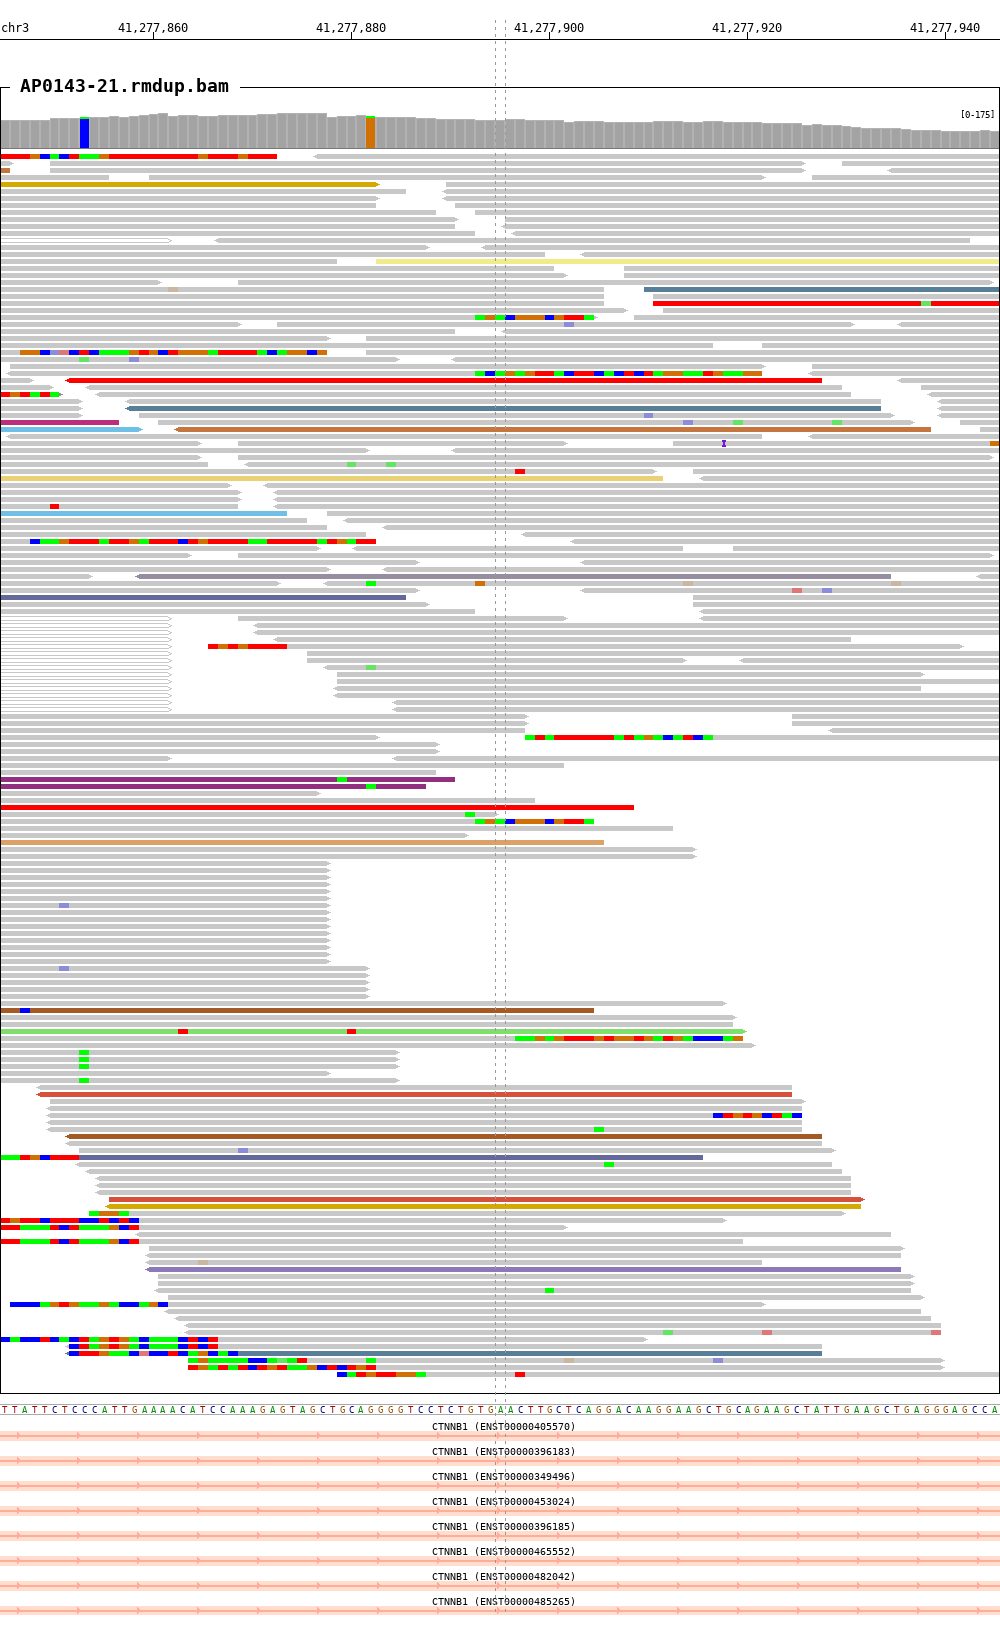 chr3 41,277,860 41,277,880 41,277,900 41,277,920 41,277,940
AP0143-21.rmdup.bam
[0-175]
I
TTATTCTCCCATTGAAAACATCCAAAGAGTAGCTGCAGGGGTCCTCTGTGAACTTGCTCAGGACAAGGAAGCTGCAGAAGCTATTGAAGCTGAGGGAGCCA
CTNNB1 (ENST00000405570)
CTNNB1 (ENST00000396183)
CTNNB1 (ENST00000349496)
CTNNB1 (ENST00000453024)
CTNNB1 (ENST00000396185)
CTNNB1 (ENST00000465552)
CTNNB1 (ENST00000482042)
CTNNB1 (ENST00000485265)